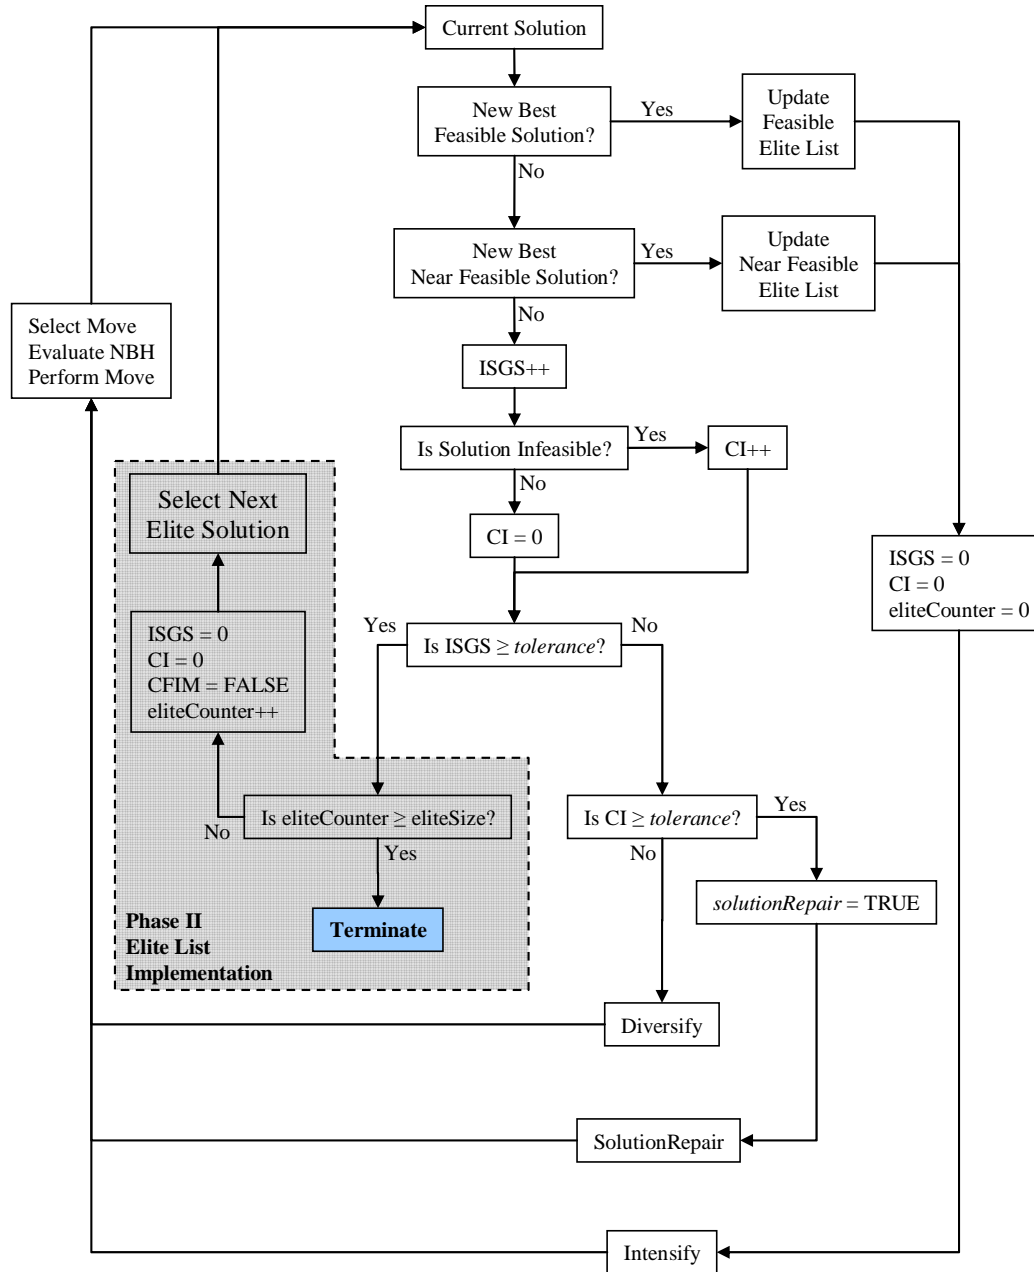 Current Solution
New Best
Feasible Solution?
Yes
Update
Feasible
Elite List
No
New Best
Near Feasible Solution?
Yes
Update
Near Feasible
Elite List
No
Select Move
Evaluate NBH
Perform Move
ISGS++
Is Solution Infeasible?
Yes
CI++
No
CI = 0
Select Next
Elite Solution
ISGS = 0
CI = 0
eliteCounter = 0
ISGS = 0
CI = 0
CFIM = FALSE
eliteCounter++
Yes
Is ISGS ≥ tolerance?
No
Is eliteCounter ≥ eliteSize?
No
Yes
Is CI ≥ tolerance?
Yes
No
solutionRepair = TRUE
Terminate
Phase II
Elite List
Implementation
Diversify
SolutionRepair
Intensify